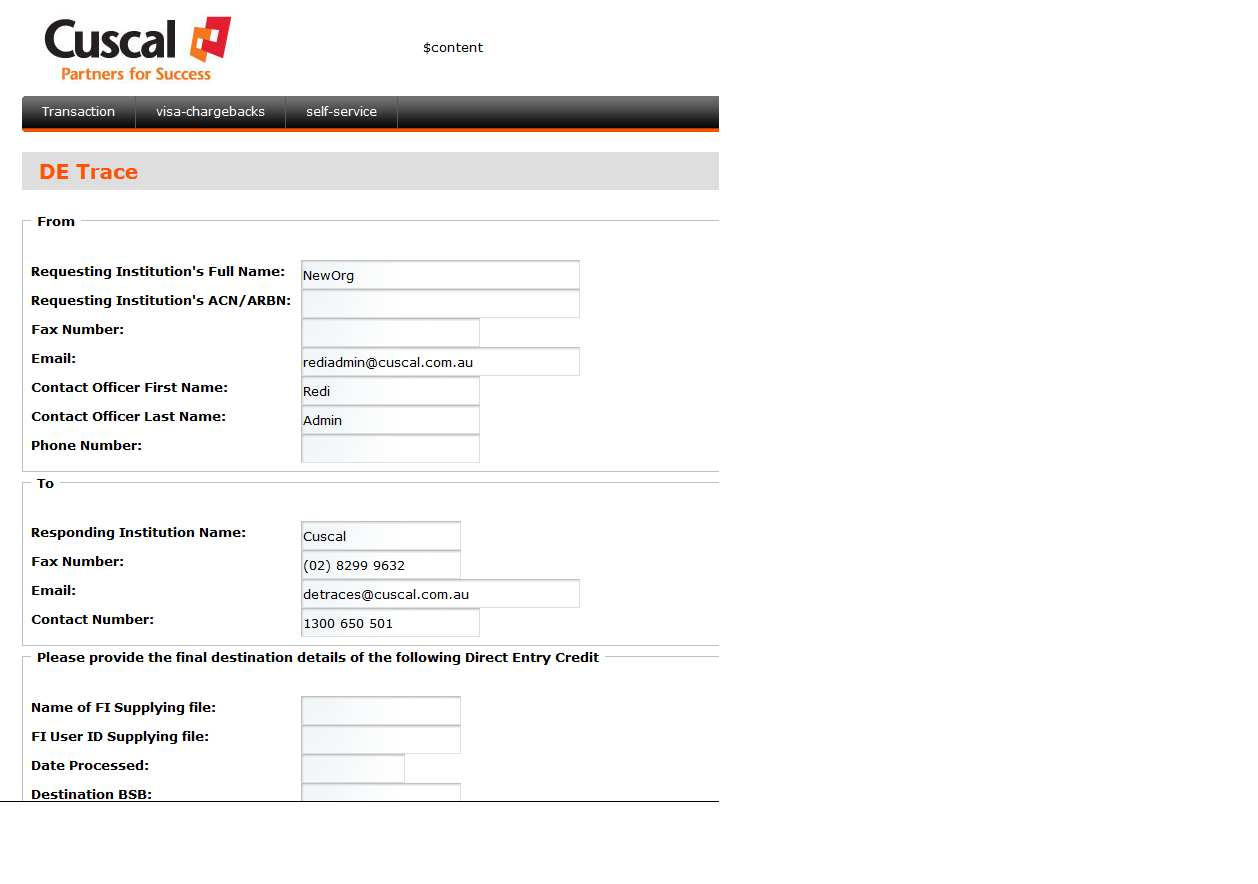 Cuscal
Partners for Success
$content
Transaction visa-chargebacks self-service
DE Trace
From
Requesting Institution's Full Name: NewOrg
Requesting Institution's ACN/ARBN:
Fax Number:
Email: rediadmin@cuscal.com.au
Contact Officer First Name: Redi
Contact Officer Last Name: Admin
Phone Number:
To
Responding Institution Name: Cuscal
Fax Number: (02) 8299 9632
Email: detraces@cuscal.com.au
Contact Number: 1300 650 501
Please provide the final destination details of the following Direct Entry Credit
Name of FI Supplying file:
FI User ID Supplying file:
Date Processed:
Destination BSB: